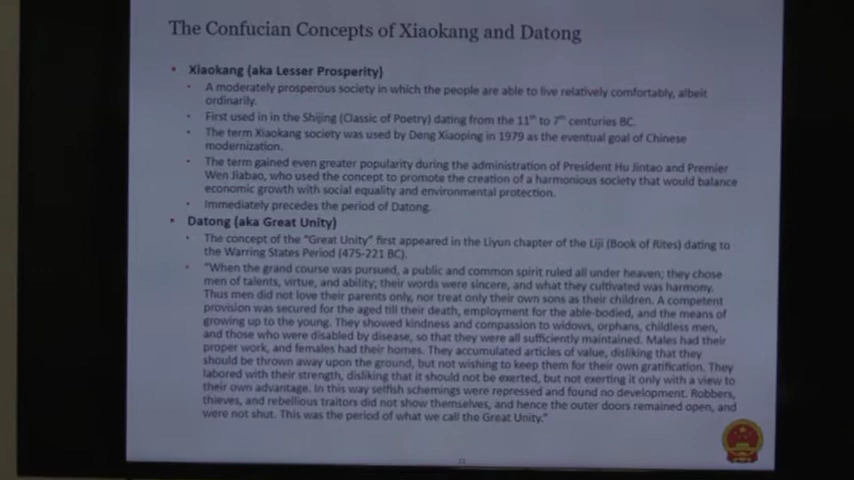 The Confucian Concepts of Xiaokang and Datong
• Xiaokang (aka Lesser Prosperity)
• A moderately prosperous society in which the people are able to live relatively comfortably, albeit
ordinarily.
• First used in in the Shijing (Classic of Poetry) dating from the 11th to 7th centuries BC.
• The term Xiaokang society was used by Deng Xiaoping in 1979 as the eventual goal of Chinese
modernization.
• The term gained even greater popularity during the administration of President Hu Jintao and Premier
Wen Jiabao, who used the concept to promote the creation of a harmonious society that would balance
economic growth with social equality and environmental protection.
• Immediately precedes the period of Datong.
• Datong (aka Great Unity)
• The concept of the "Great Unity" first appeared in the Liyun chapter of the Liji (Book of Rites) dating to
the Warring States Period (475-221 BC).
• "When the grand course was pursued, a public and common spirit ruled all under heaven; they chose
men of talents, virtue, and ability; their words were sincere, and what they cultivated was harmony.
Thus men did not love their parents only, nor treat only their own sons as their children. A competent
provision was secured for the aged till their death, employment for the able-bodied, and the means of
growing up to the young. They showed kindness and compassion to widows, orphans, childless men,
and those who were disabled by disease, so that they were all sufficiently maintained. Males had their
proper work, and females had their homes. They accumulated articles of value, disliking that they
should be thrown away upon the ground, but not wishing to keep them for their own gratification. They
labored with their strength, disliking that it should not be exerted, but not exerting it only with a view to
their own advantage. In this way selfish schemings were repressed and found no development. Robbers,
thieves, and rebellious traitors did not show themselves, and hence the outer doors remained open, and
were not shut. This was the period of what we call the Great Unity."